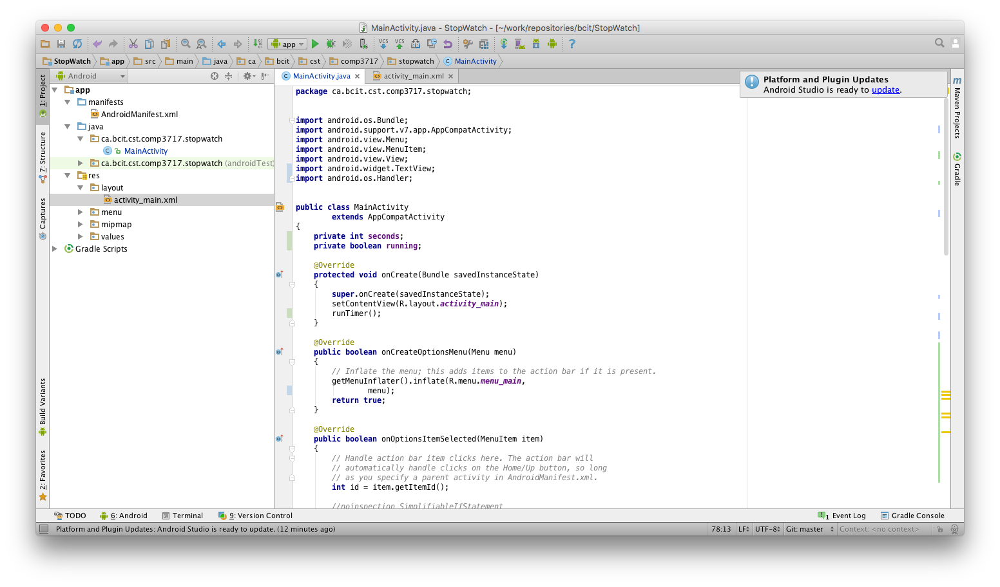 MainActivity.java - StopWatch - [~/work/repositories/bcit/StopWatch]
app
StopWatch app src main java ca bcit cst comp3717 stopwatch MainActivity
Android
MainActivity.java activity_main.xml
1: Project
7: Structure
Captures
Build Variants
2: Favorites
app
manifests
AndroidManifest.xml
java
ca.bcit.cst.comp3717.stopwatch
MainActivity
ca.bcit.cst.comp3717.stopwatch (androidTest)
res
layout
activity_main.xml
menu
mipmap
values
Gradle Scripts
package ca.bcit.cst.comp3717.stopwatch;
import android.os.Bundle;
import android.support.v7.app.AppCompatActivity;
import android.view.Menu;
import android.view.MenuItem;
import android.view.View;
import android.widget.TextView;
import android.os.Handler;
public class MainActivity
extends AppCompatActivity
{
private int seconds;
private boolean running;
@Override
protected void onCreate(Bundle savedInstanceState)
{
super.onCreate(savedInstanceState);
setContentView(R.layout.activity_main);
runTimer();
}
@Override
public boolean onCreateOptionsMenu(Menu menu)
{
// Inflate the menu; this adds items to the action bar if it is present.
getMenuInflater().inflate(R.menu.menu_main,
menu);
return true;
}
@Override
public boolean onOptionsItemSelected(MenuItem item)
{
// Handle action bar item clicks here. The action bar will
// automatically handle clicks on the Home/Up button, so long
// as you specify a parent activity in AndroidManifest.xml.
int id = item.getItemId();
//noinspection SimplifiableIfStatement
Platform and Plugin Updates
Android Studio is ready to update.
Maven Projects
Gradle
TODO 6: Android Terminal 9: Version Control 1 Event Log Gradle Console
Platform and Plugin Updates: Android Studio is ready to update. (12 minutes ago) 78:13 LF UTF-8 Git: master Context: <no context>